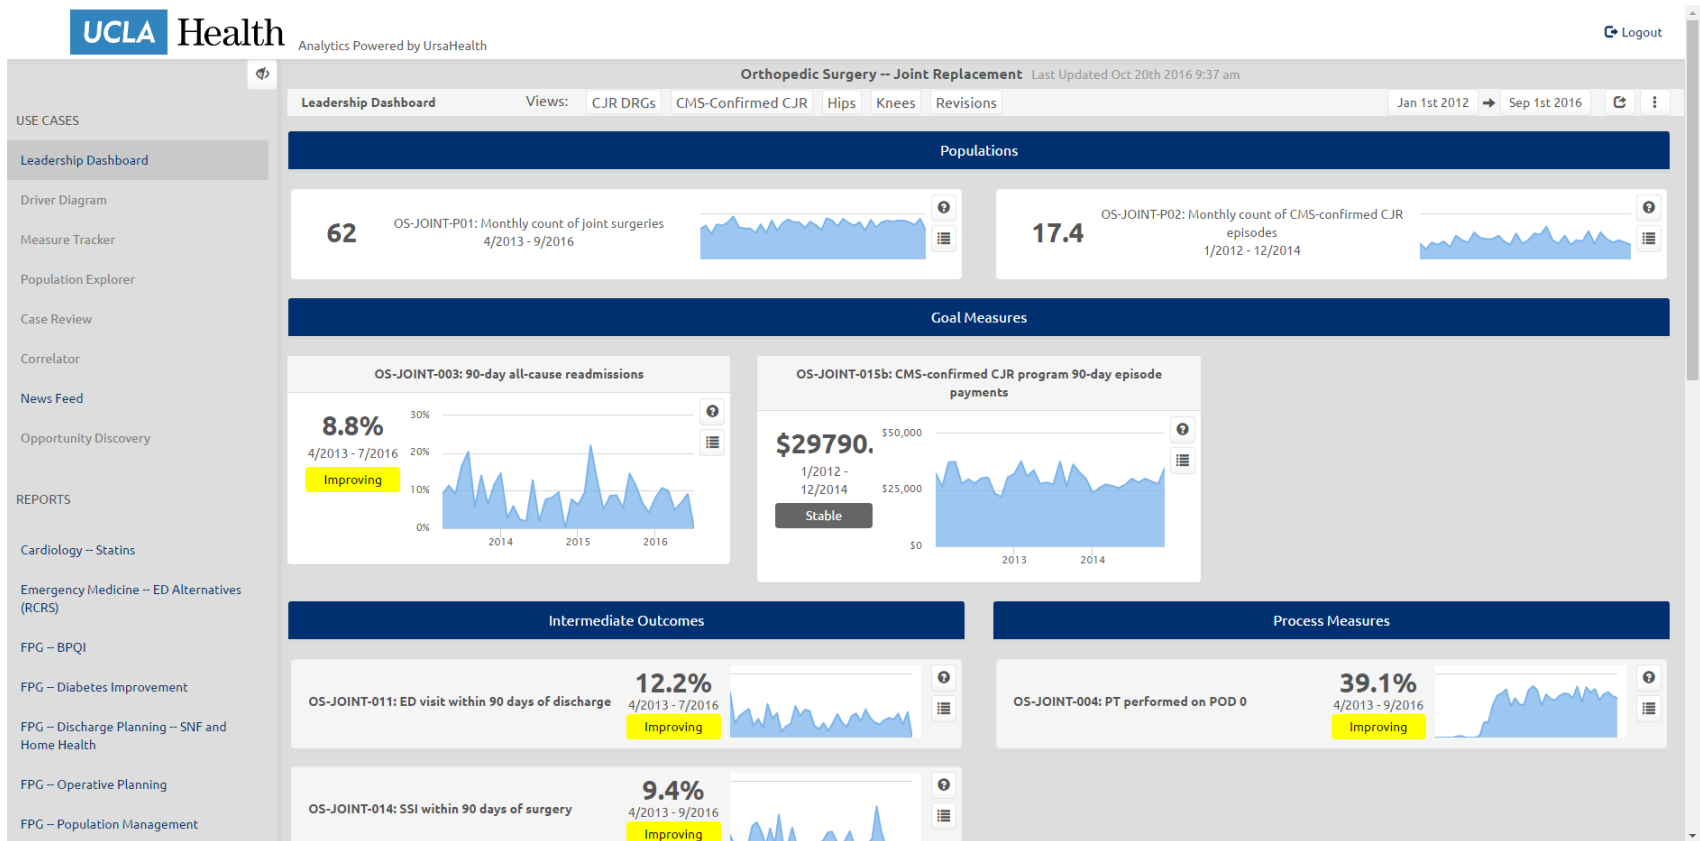 UCLA Health Analytics Powered by UrsaHealth
Logout
Orthopedic Surgery -- Joint Replacement Last Updated Oct 20th 2016 9:37 am
Leadership Dashboard Views: CJR DRGs CMS-Confirmed CJR Hips Knees Revisions Jan 1st 2012 Sep 1st 2016
USE CASES
Leadership Dashboard
Driver Diagram
Measure Tracker
Population Explorer
Case Review
Correlator
News Feed
Opportunity Discovery
REPORTS
Cardiology -- Statins
Emergency Medicine -- ED Alternatives
(RCRS)
FPG -- BPQI
FPG -- Diabetes Improvement
FPG -- Discharge Planning -- SNF and
Home Health
FPG -- Operative Planning
FPG -- Population Management
Populations
62
OS-JOINT-P01: Monthly count of joint surgeries
4/2013 - 9/2016
17.4
OS-JOINT-P02: Monthly count of CMS-confirmed CJR
episodes
1/2012 - 12/2014
Goal Measures
OS-JOINT-003: 90-day all-cause readmissions
8.8%
4/2013 - 7/2016
Improving
30%
20%
10%
0%
2014 2015 2016
OS-JOINT-015b: CMS-confirmed CJR program 90-day episode
payments
$29790.
1/2012 -
12/2014
Stable
$50,000
$25,000
$0
2013 2014
Intermediate Outcomes
OS-JOINT-011: ED visit within 90 days of discharge
12.2%
4/2013 - 7/2016
Improving
OS-JOINT-014: SSI within 90 days of surgery
9.4%
4/2013 - 9/2016
Improving
Process Measures
OS-JOINT-004: PT performed on POD 0
39.1%
4/2013 - 9/2016
Improving